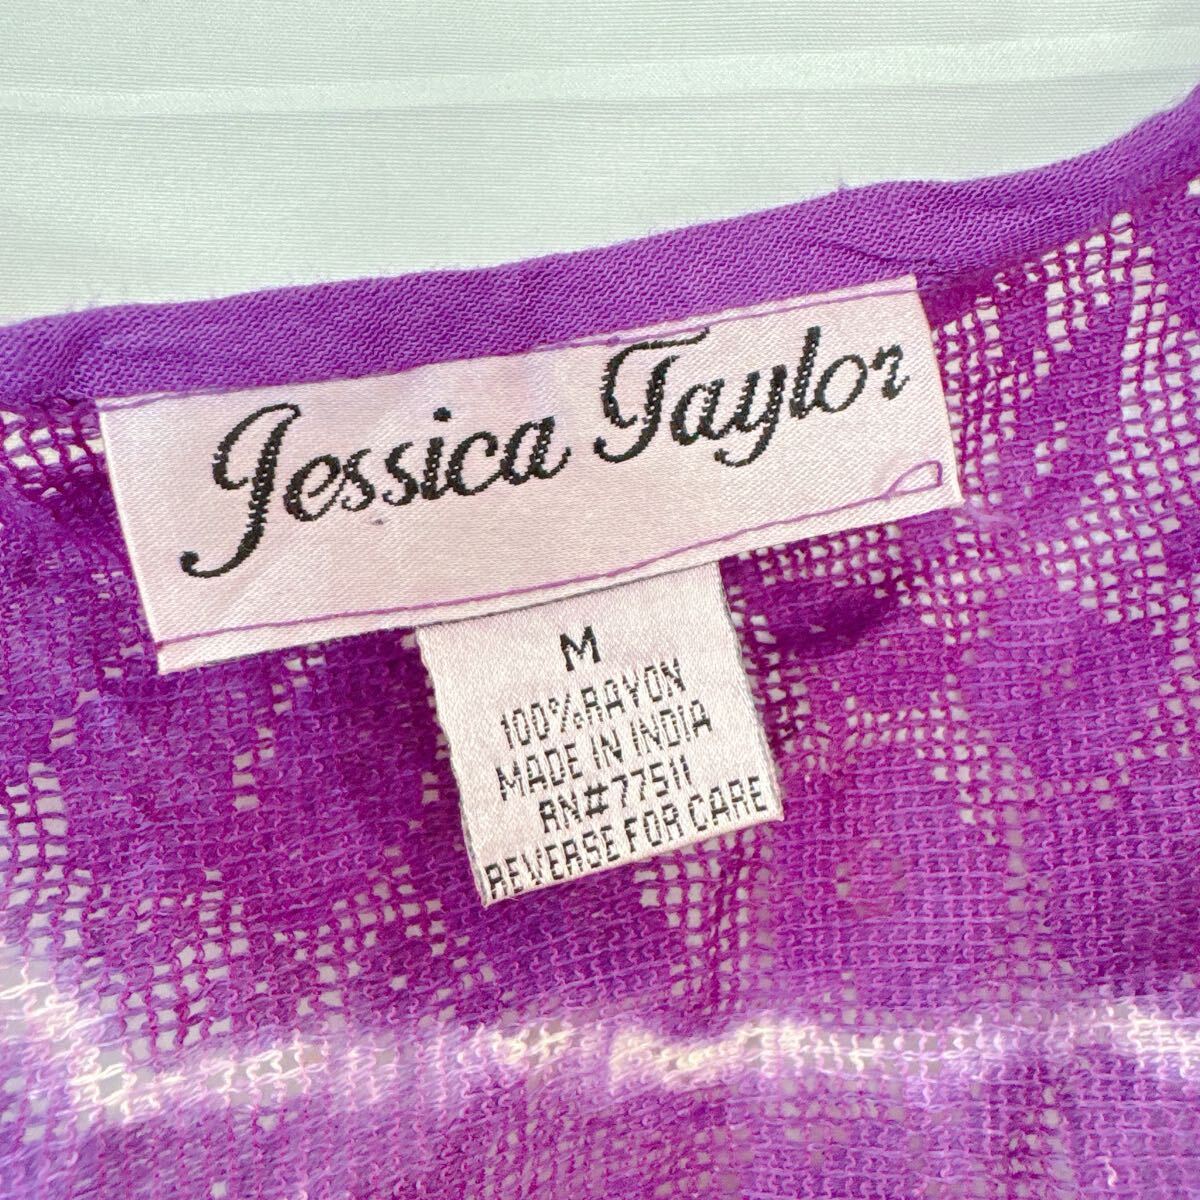 Jessica Taylor
M
100% RAYON
MADE IN INDIA
RN#77511
REVERSE FOR CARE